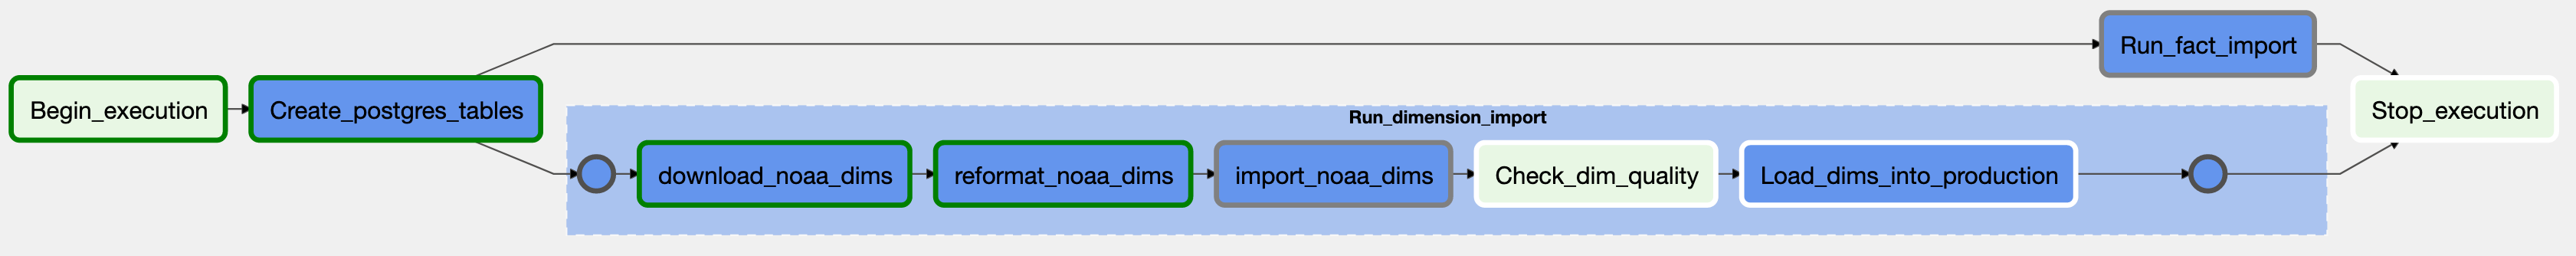 Run_fact_import
Begin_execution
Create_postgres_tables
Run_dimension_import
download_noaa_dims
reformat_noaa_dims
import_noaa_dims
Check_dim_quality
Load_dims_into_production
Stop_execution